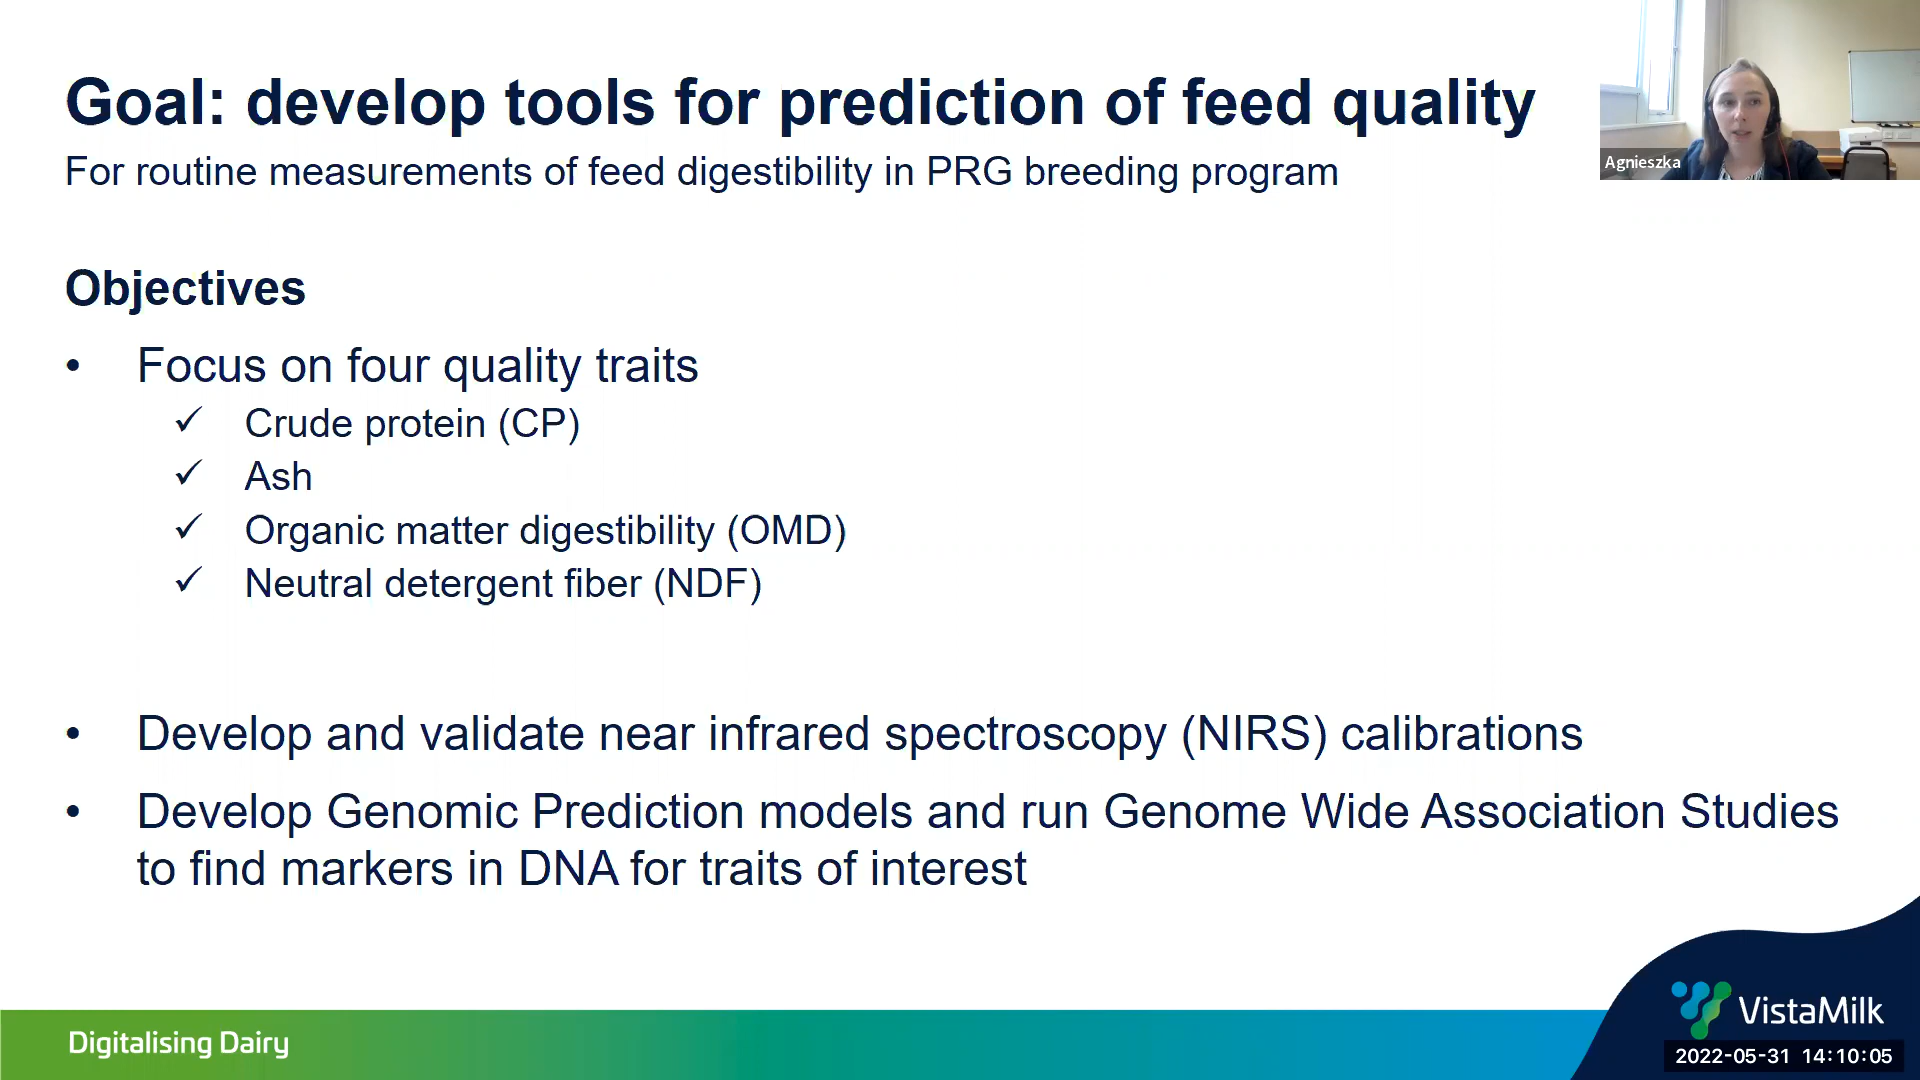 Goal: develop tools for prediction of feed quality
For routine measurements of feed digestibility in PRG breeding program
Agnieszka
Objectives
• Focus on four quality traits
✓ Crude protein (CP)
✓ Ash
✓ Organic matter digestibility (OMD)
✓ Neutral detergent fiber (NDF)
• Develop and validate near infrared spectroscopy (NIRS) calibrations
• Develop Genomic Prediction models and run Genome Wide Association Studies
to find markers in DNA for traits of interest
Digitalising Dairy
VistaMilk
2022-05-31 14:10:05